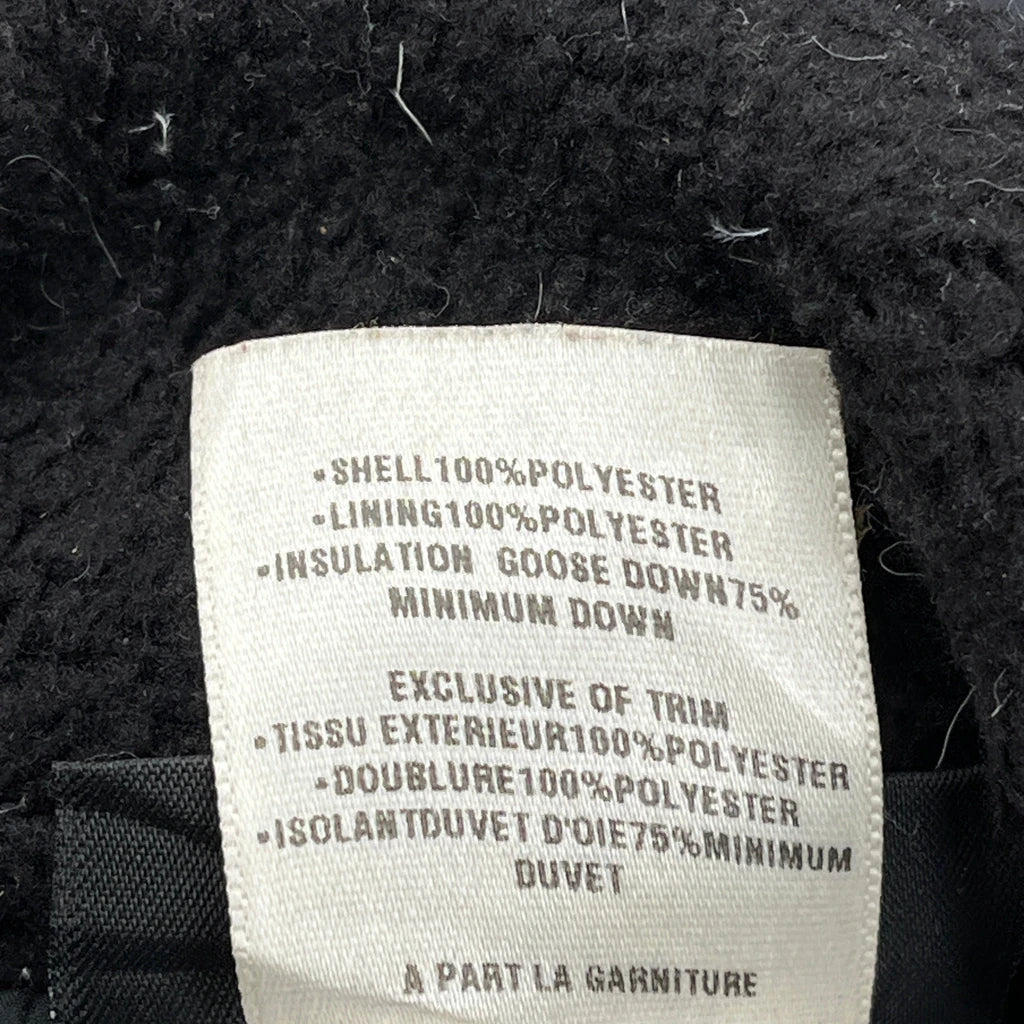 •SHELL100%POLYESTER
•LINING100%POLYESTER
•INSULATION GOOSE DOWN75%
MINIMUM DOWN
EXCLUSIVE OF TRIM
•TISSU EXTERIEUR100%POLYESTER
•DOUBLURE100%POLYESTER
•ISOLANTDUVET D'OIE75%MINIMUM
DUVET
A PART LA GARNITURE